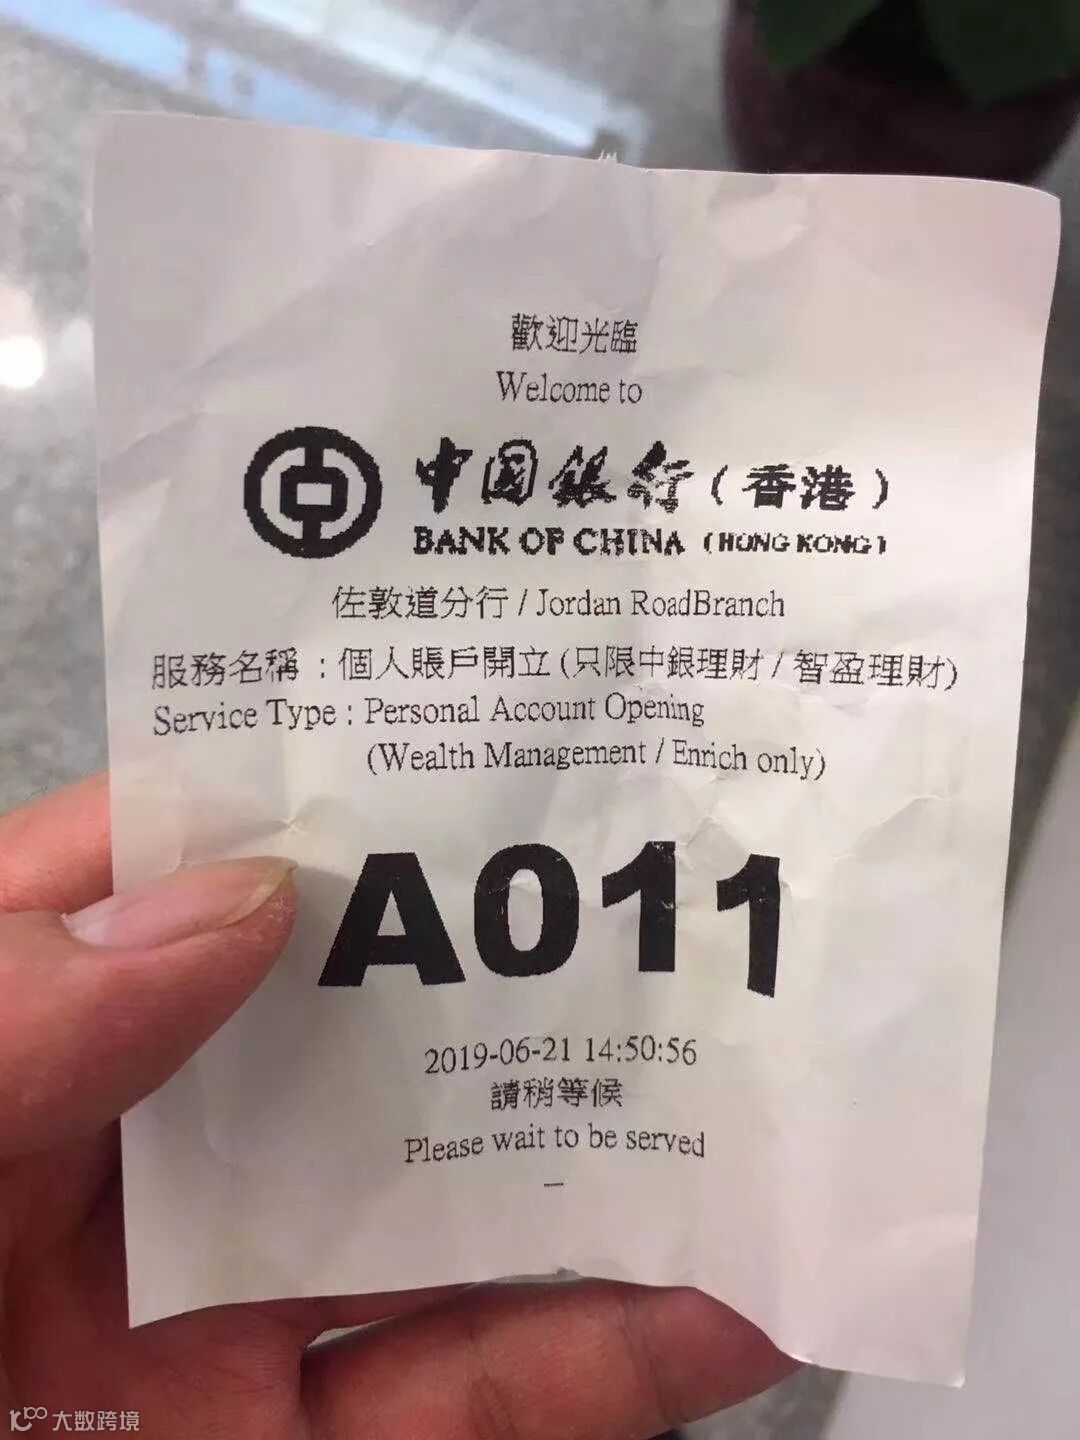 歡迎光臨
Welcome to
中国银行（香港）
BANK OF CHINA (HONG KONG)
佐敦道分行 / Jordan RoadBranch
服務名稱 : 個人賬戶開立 (只限中銀理財 / 智盈理財)
Service Type : Personal Account Opening
(Wealth Management / Enrich only)
A011
2019-06-21 14:50:56
請稍等候
Please wait to be served
—
大数跨境